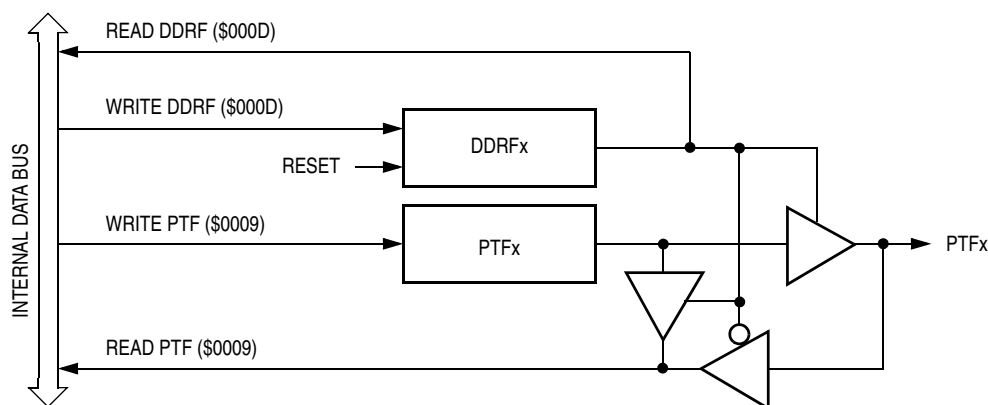 READ DDRF ($000D)
WRITE DDRF ($000D)
DDRFx
RESET
INTERNAL DATA BUS
WRITE PTF ($0009)
PTFx
PTFx
READ PTF ($0009)